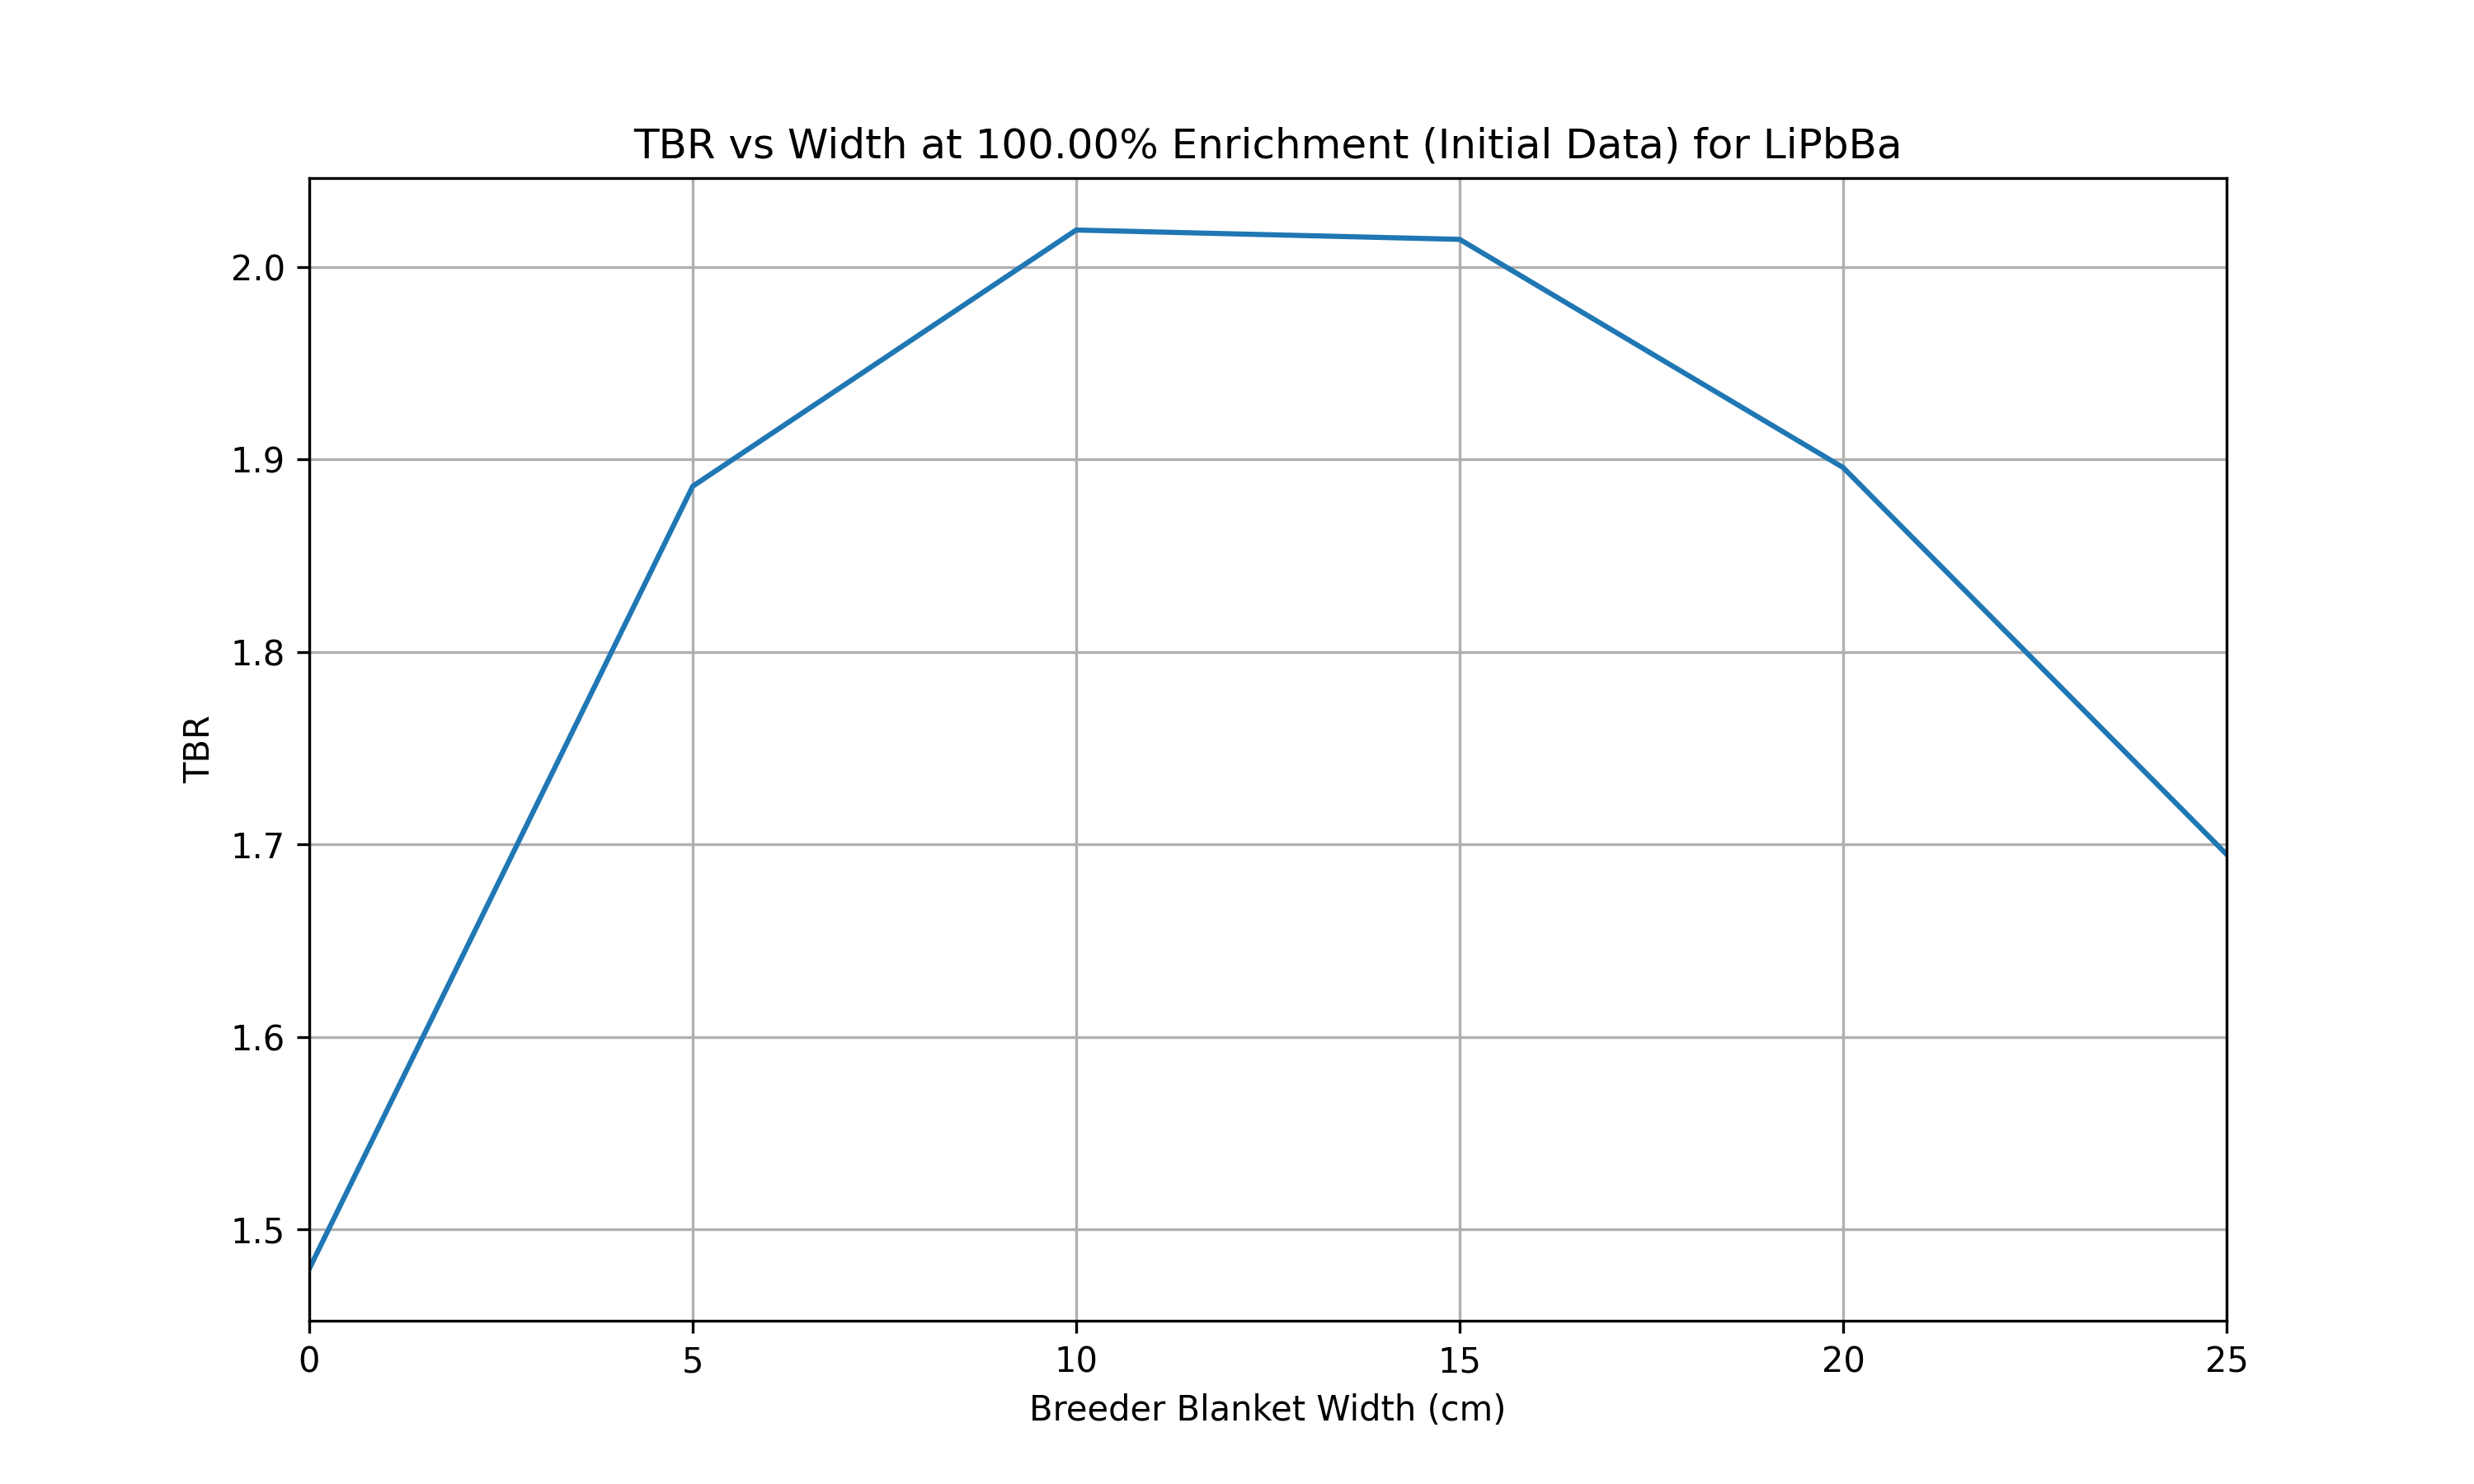 TBR vs Width at 100.00% Enrichment (Initial Data) for LiPbBa
2.0
1.9
1.8
1.7
1.6
1.5
TBR
0 5 10 15 20 25
Breeder Blanket Width (cm)